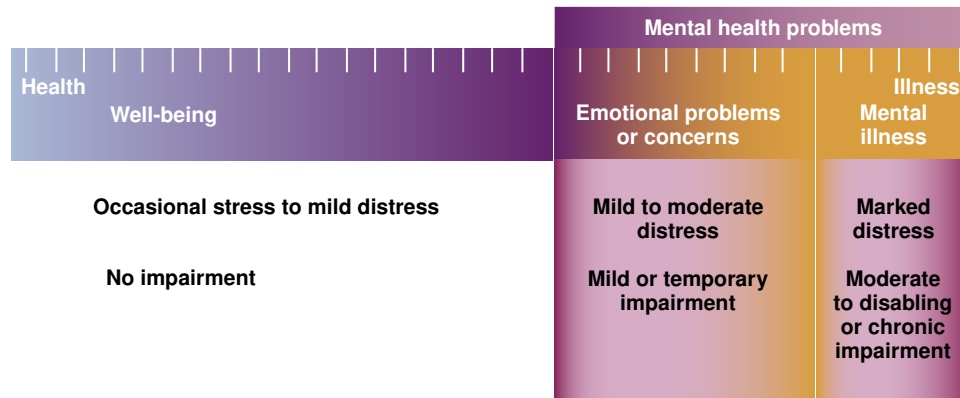 Mental health problems
Health
Illness
Well-being
Emotional problems
or concerns
Mental
illness
Occasional stress to mild distress
Mild to moderate
distress
Marked
distress
No impairment
Mild or temporary
impairment
Moderate
to disabling
or chronic
impairment